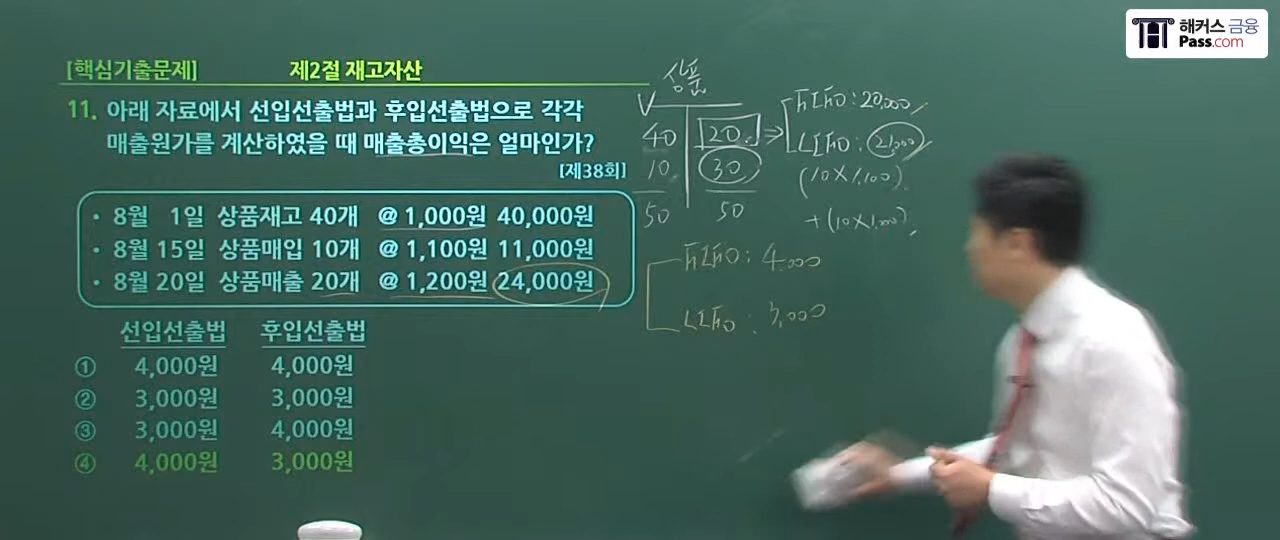 해커스 금융
Pass.com
[핵심기출문제] 제2절 재고자산
11. 아래 자료에서 선입선출법과 후입선출법으로 각각
매출원가를 계산하였을 때 매출총이익은 얼마인가?
[제38회]
· 8월 1일 상품재고 40개 @ 1,000원 40,000원
· 8월 15일 상품매입 10개 @ 1,100원 11,000원
· 8월 20일 상품매출 20개 @ 1,200원 24,000원
선입선출법 후입선출법
① 4,000원 4,000원
② 3,000원 3,000원
③ 3,000원 4,000원
④ 4,000원 3,000원
상품
40 20 ⇒
10 30
50 50
FIFO : 20,000
LIFO : 21,000
(10×1,100)
+(10×1,000)
FIFO : 4,000
LIFO : 3,000